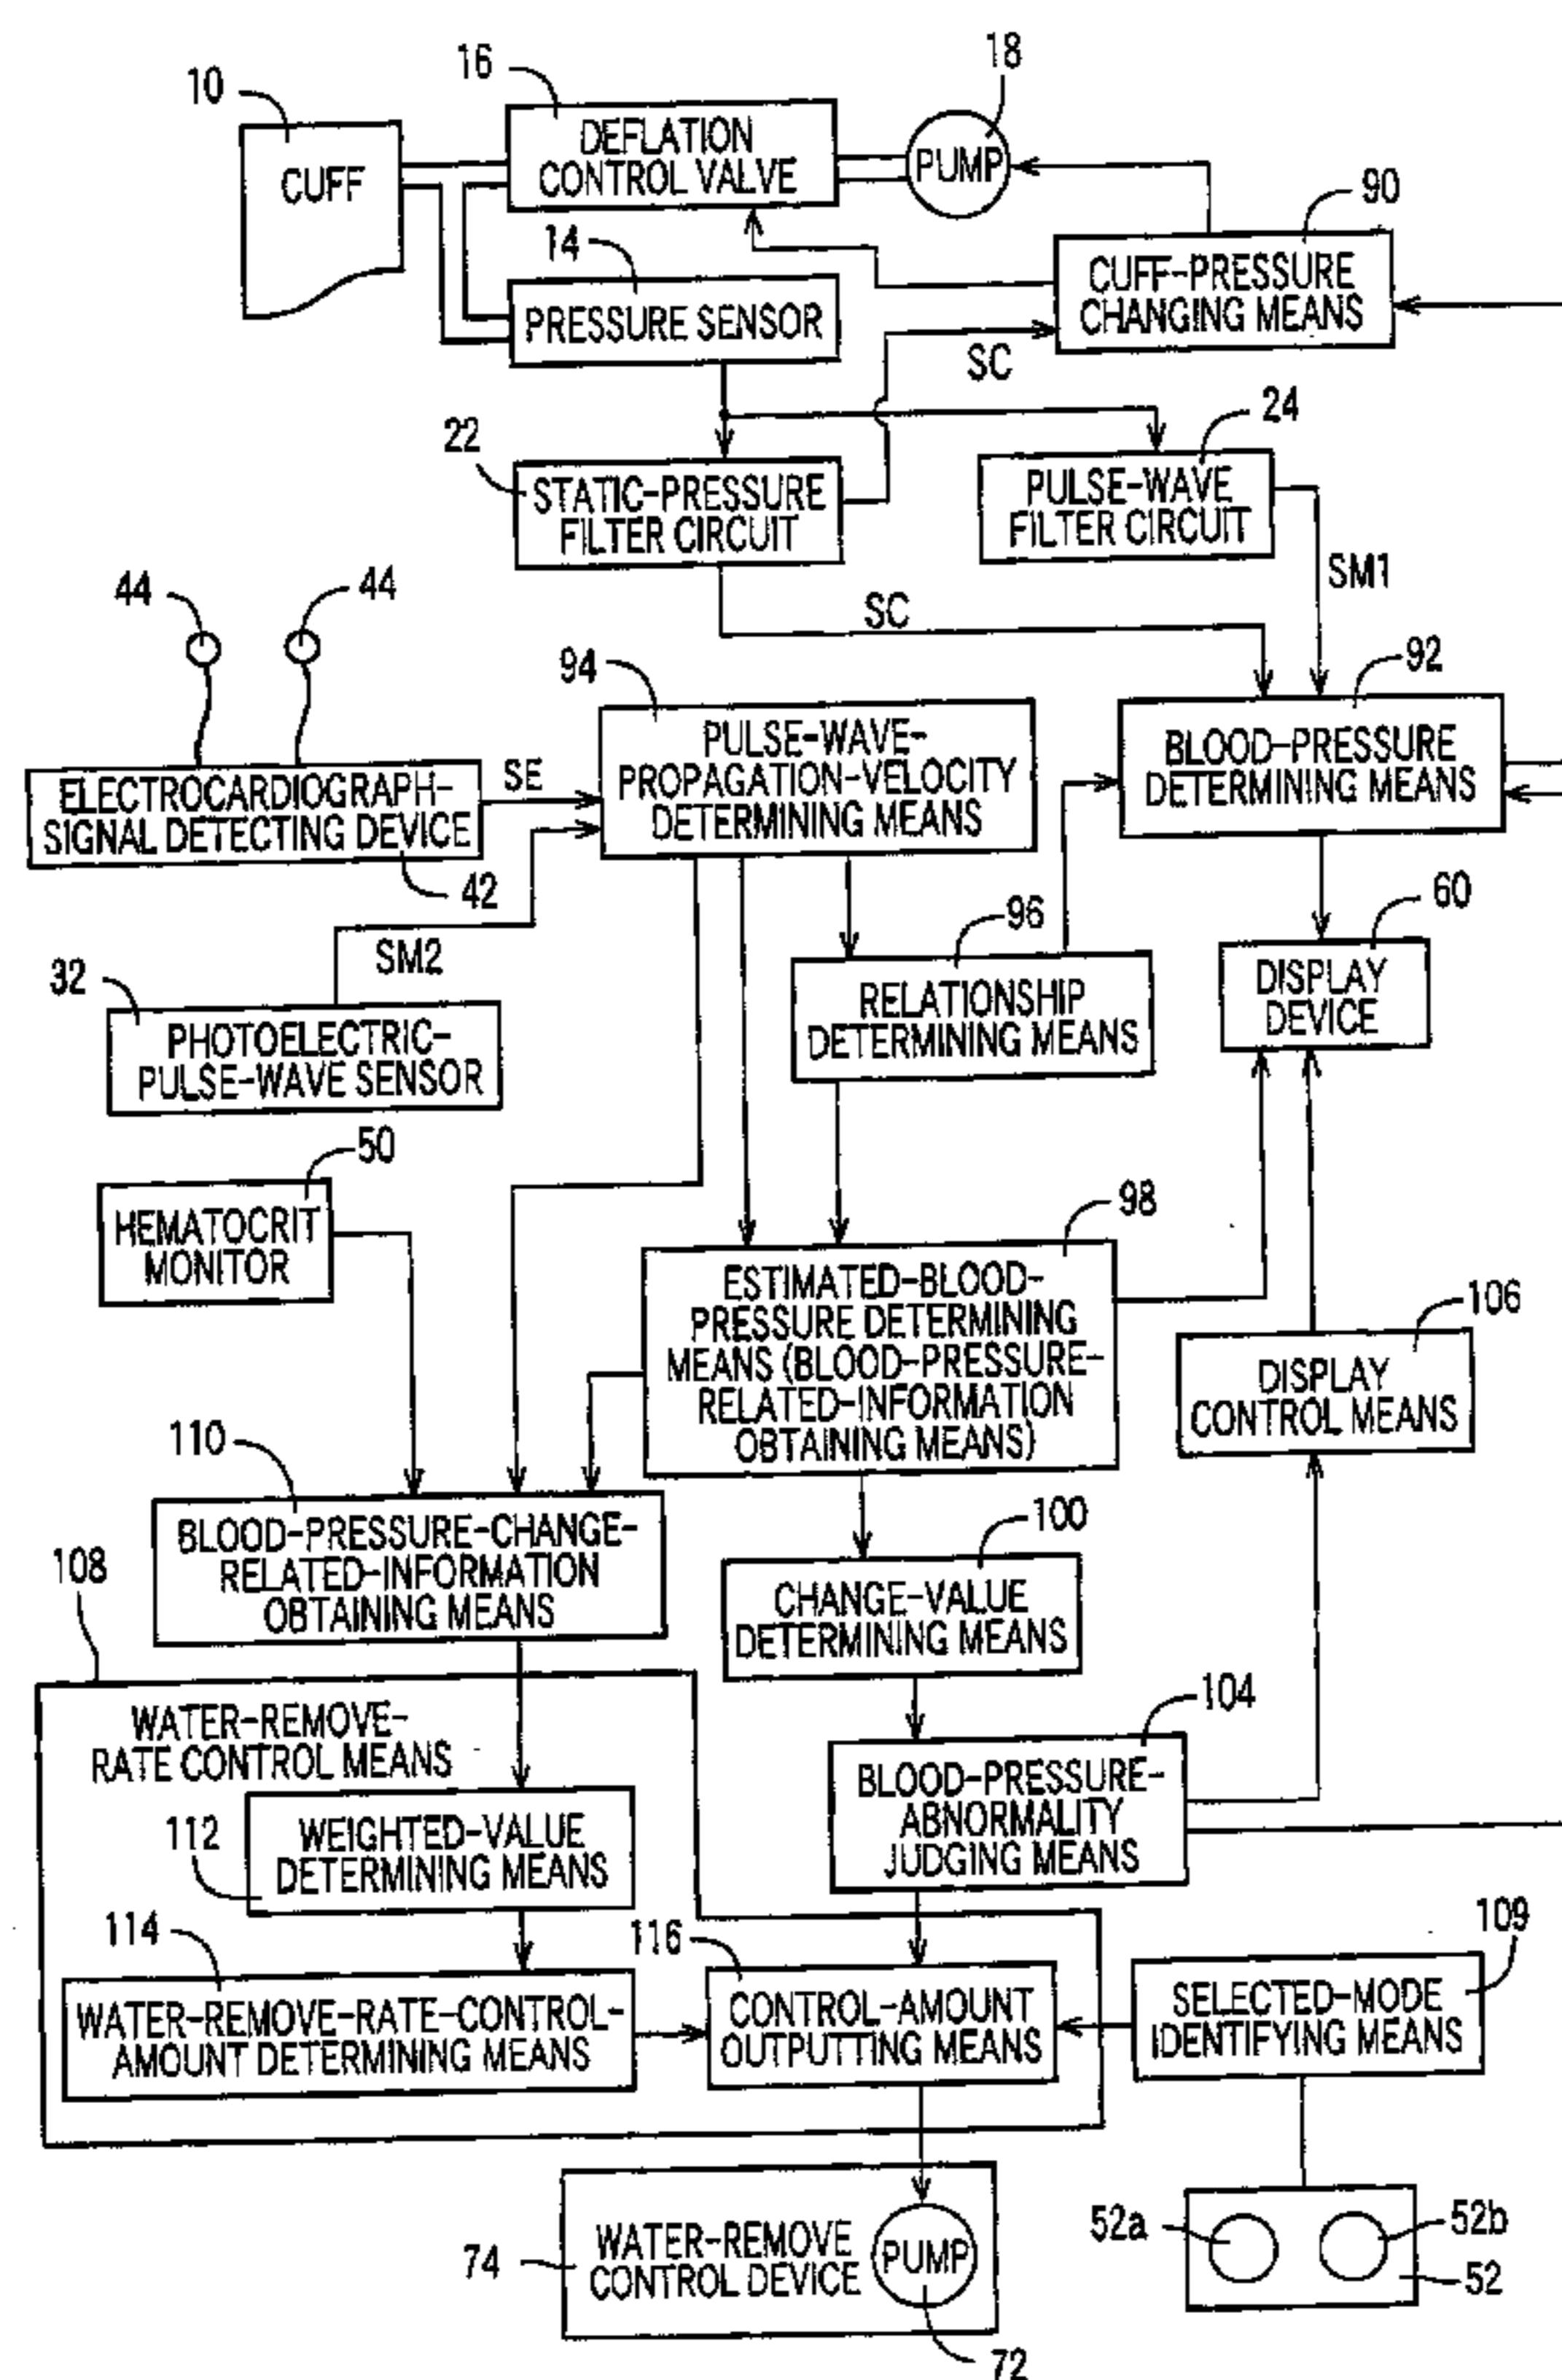 16
18
10
DEFLATION
CONTROL VALVE
PUMP
CUFF
90
14
CUFF-PRESSURE
CHANGING MEANS
PRESSURE SENSOR
SC
24
22
STATIC-PRESSURE
FILTER CIRCUIT
PULSE-WAVE
FILTER CIRCUIT
SM1
44
44
SC
94
92
PULSE-WAVE-
PROPAGATION-VELOCITY
DETERMINING MEANS
BLOOD-PRESSURE
DETERMINING MEANS
ELECTROCARDIOGRAPH-
SIGNAL DETECTING DEVICE
SE
42
60
96
SM2
32
DISPLAY
DEVICE
RELATIONSHIP
DETERMINING MEANS
PHOTOELECTRIC-
PULSE-WAVE SENSOR
50
98
HEMATOCRIT
MONITOR
ESTIMATED-BLOOD-
PRESSURE DETERMINING
MEANS (BLOOD-PRESSURE-
RELATED-INFORMATION
OBTAINING MEANS)
106
DISPLAY
CONTROL MEANS
110
100
BLOOD-PRESSURE-CHANGE-
RELATED-INFORMATION
OBTAINING MEANS
108
CHANGE-VALUE
DETERMINING MEANS
104
WATER-REMOVE-
RATE CONTROL MEANS
BLOOD-PRESSURE-
ABNORMALITY
JUDGING MEANS
112
WEIGHTED-VALUE
DETERMINING MEANS
114
116
109
WATER-REMOVE-RATE-CONTROL-
AMOUNT DETERMINING MEANS
CONTROL-AMOUNT
OUTPUTTING MEANS
SELECTED-MODE
IDENTIFYING MEANS
74
WATER-REMOVE
CONTROL DEVICE
PUMP
72
52a
52b
52